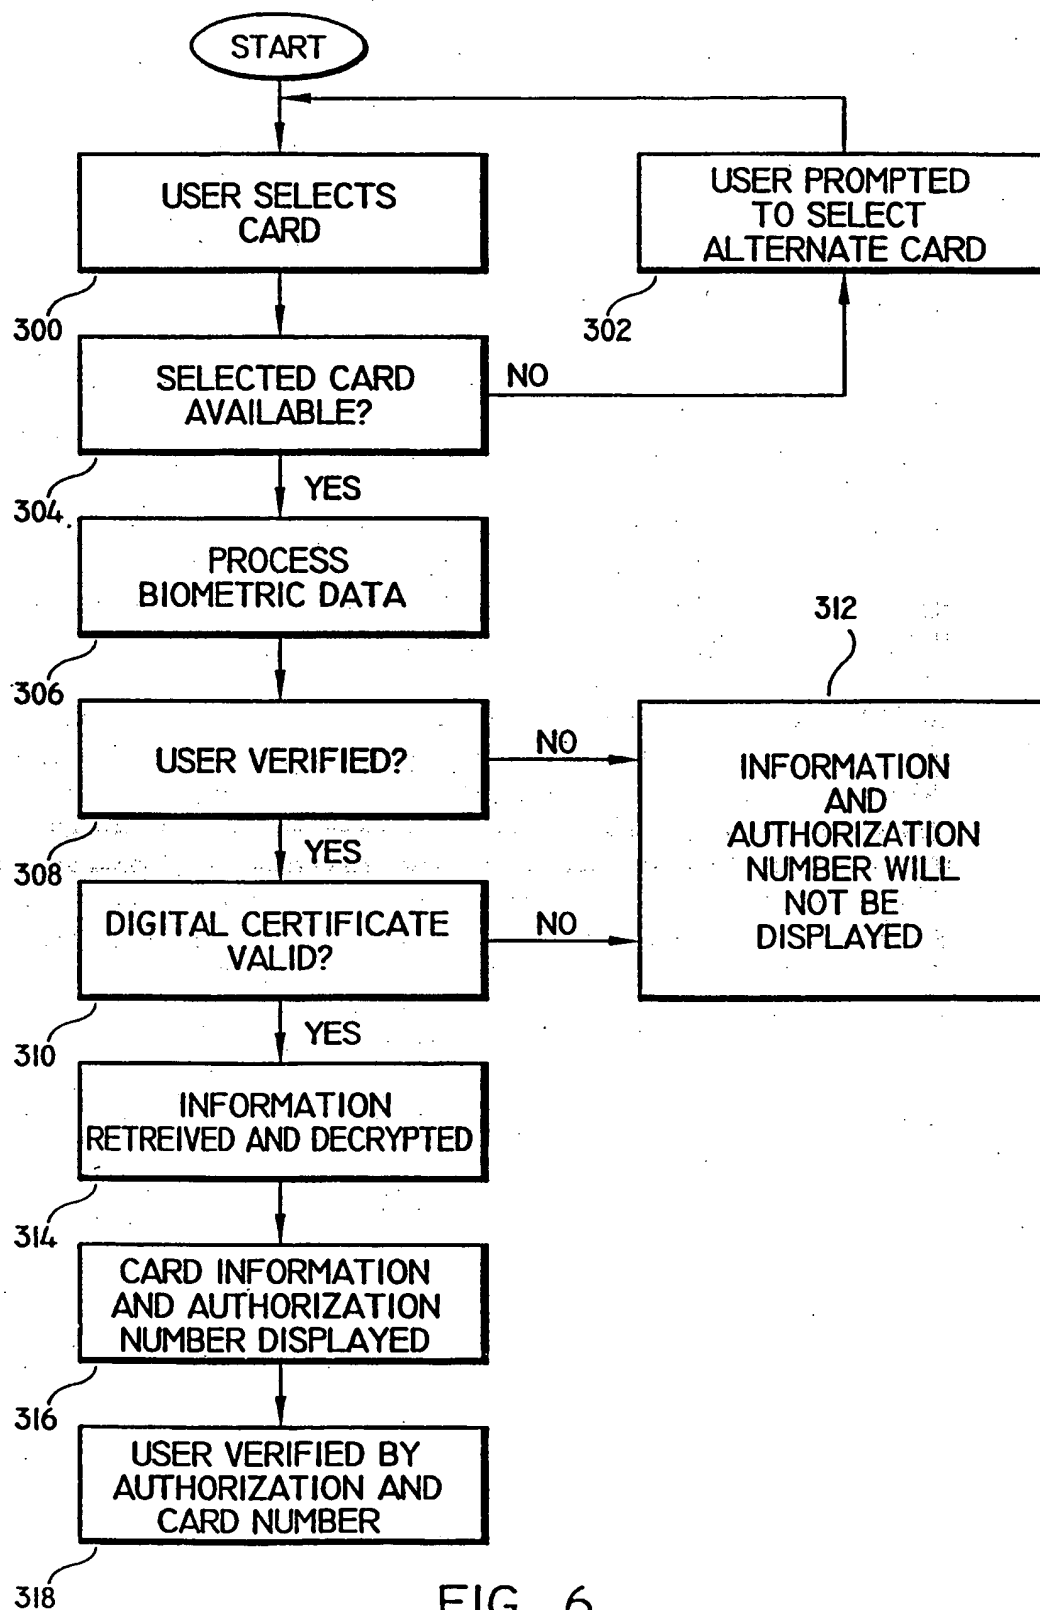 START
USER SELECTS
CARD
300
USER PROMPTED
TO SELECT
ALTERNATE CARD
302
SELECTED CARD
AVAILABLE?
NO
304
YES
PROCESS
BIOMETRIC DATA
306
312
USER VERIFIED?
NO
INFORMATION
AND
AUTHORIZATION
NUMBER WILL
NOT BE
DISPLAYED
308
YES
DIGITAL CERTIFICATE
VALID?
NO
310
YES
INFORMATION
RETREIVED AND DECRYPTED
314
CARD INFORMATION
AND AUTHORIZATION
NUMBER DISPLAYED
316
USER VERIFIED BY
AUTHORIZATION AND
CARD NUMBER
318
FIG. 6